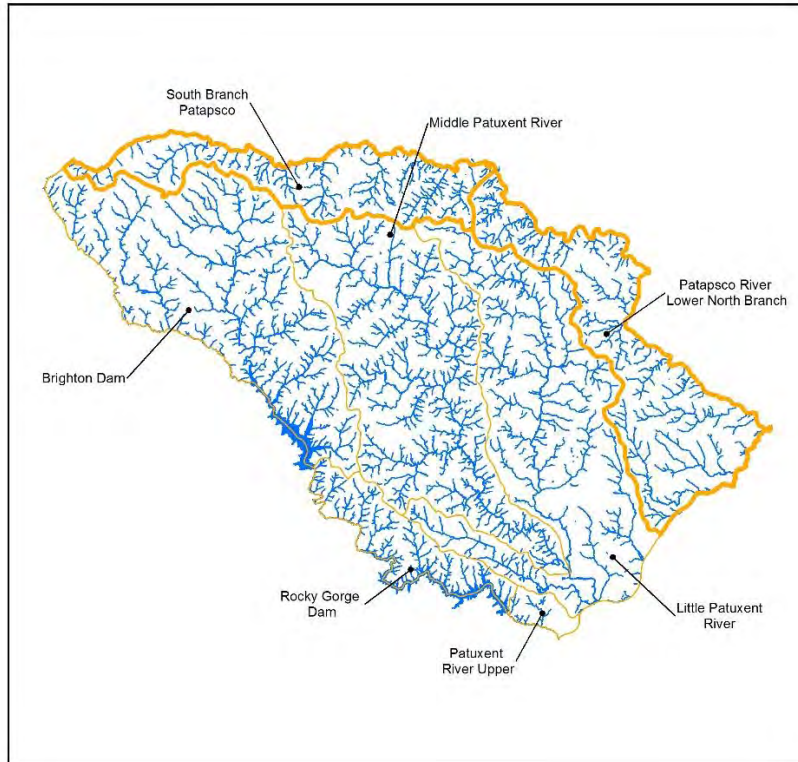 South Branch
Patapsco
Middle Patuxent River
Patapsco River
Lower North Branch
Brighton Dam
Rocky Gorge
Dam
Little Patuxent
River
Patuxent
River Upper